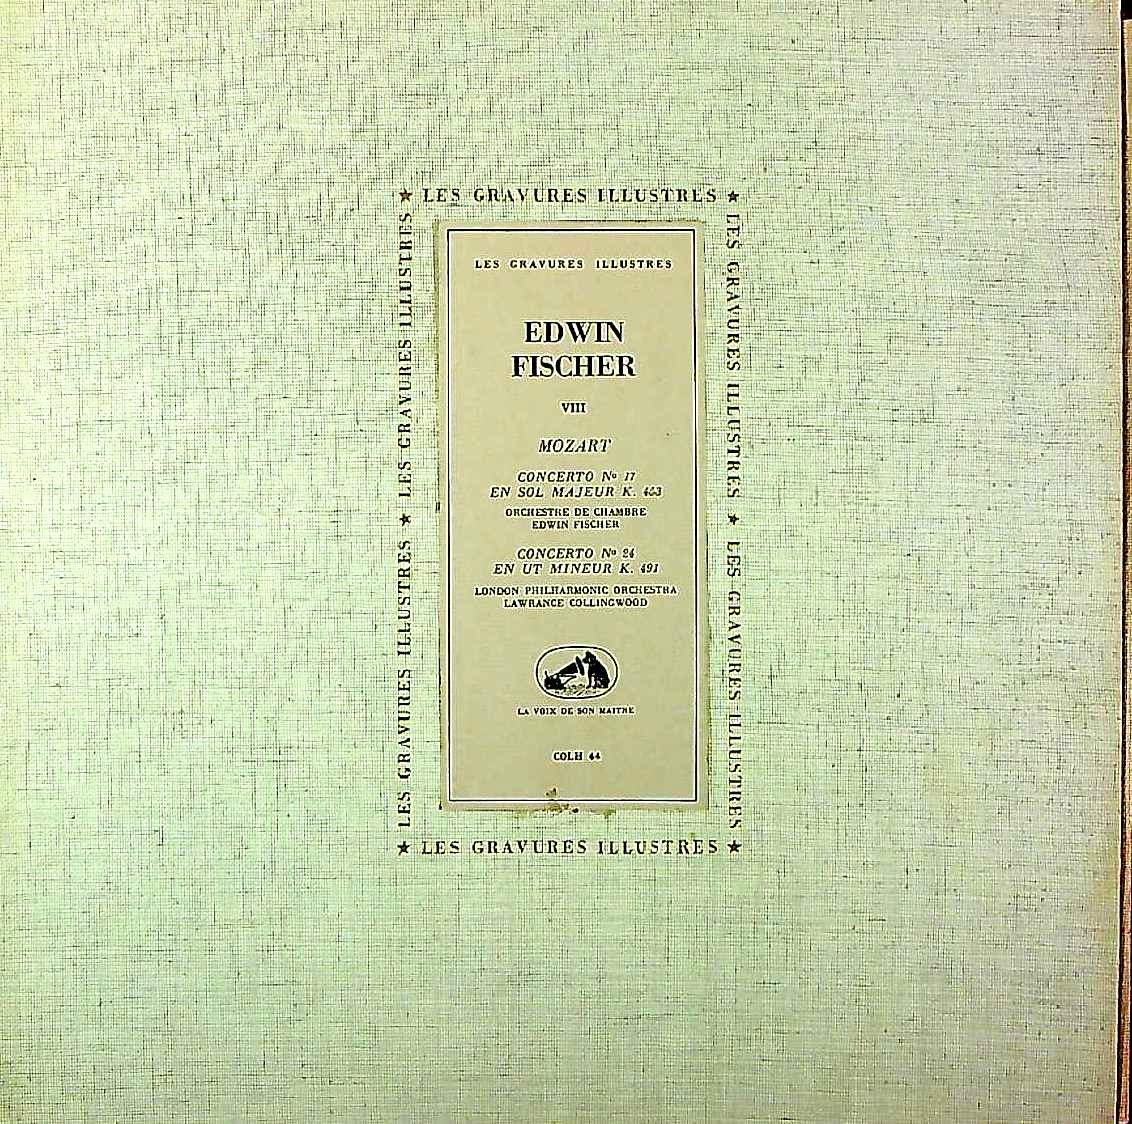 ★ LES GRAVURES ILLUSTRES ★
LES GRAVURES ILLUSTRES ★ LES GRAVURES ILLUSTRES
LES GRAVURES ILLUSTRES ★ LES GRAVURES ILLUSTRES
LES GRAVURES ILLUSTRES
EDWIN
FISCHER
VIII
MOZART
CONCERTO Nº 17
EN SOL MAJEUR K. 453
ORCHESTRE DE CHAMBRE
EDWIN FISCHER
CONCERTO Nº 24
EN UT MINEUR K. 491
LONDON PHILHARMONIC ORCHESTRA
LAWRANCE COLLINGWOOD
LA VOIX DE SON MAITRE
COLH 44
★ LES GRAVURES ILLUSTRES ★